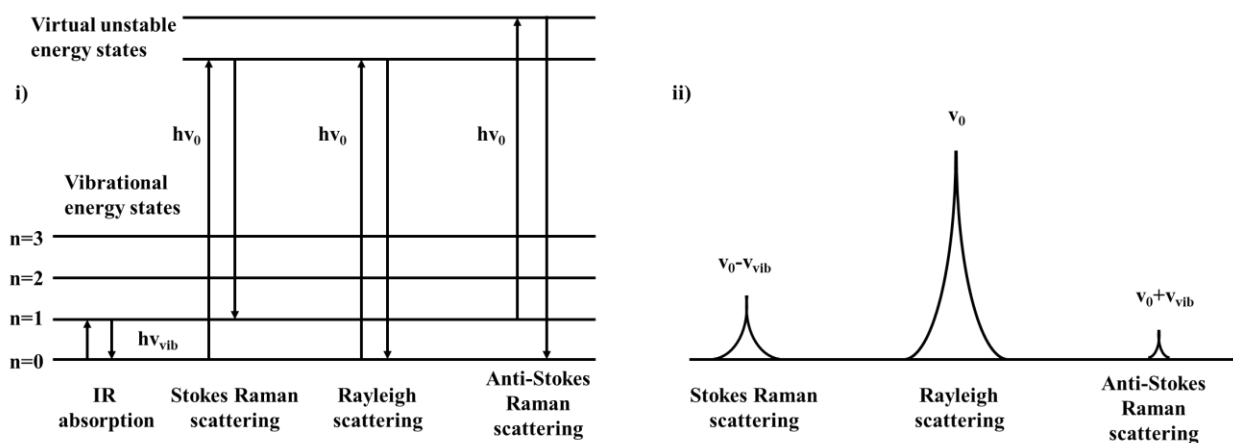 Virtual unstable
energy states
i)
hv₀
hv₀
hv₀
Vibrational
energy states
n=3
n=2
n=1
n=0
hvᵥᵢb
IR
absorption
Stokes Raman
scattering
Rayleigh
scattering
Anti-Stokes
Raman
scattering
ii)
v₀
v₀-vᵥᵢb
v₀+vᵥᵢb
Stokes Raman
scattering
Rayleigh
scattering
Anti-Stokes
Raman
scattering